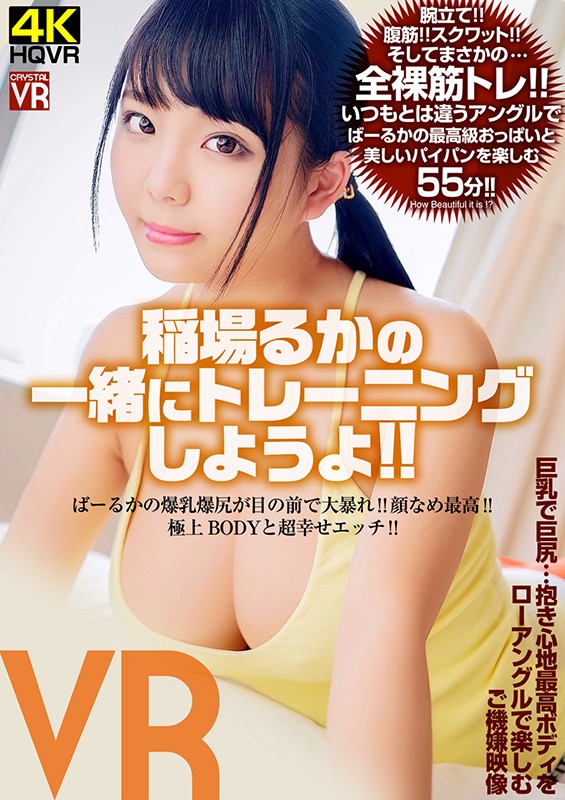 4K
HQVR
CRYSTAL
VR
腕立て!!
腹筋!!スクワット!!
そしてまさかの…
全裸筋トレ!!
いつもとは違うアングルで
ばーるかの最高級おっぱいと
美しいパイパンを楽しむ
55分!!
How Beautiful it is !?
稲場るかの
一緒にトレーニング
しようよ!!
ばーるかの爆乳爆尻が目の前で大暴れ!!顔なめ最高!!
極上BODYと超幸せエッチ!!
巨乳で巨尻…抱き心地最高ボディを
ローアングルで楽しむ
ご機嫌映像
VR